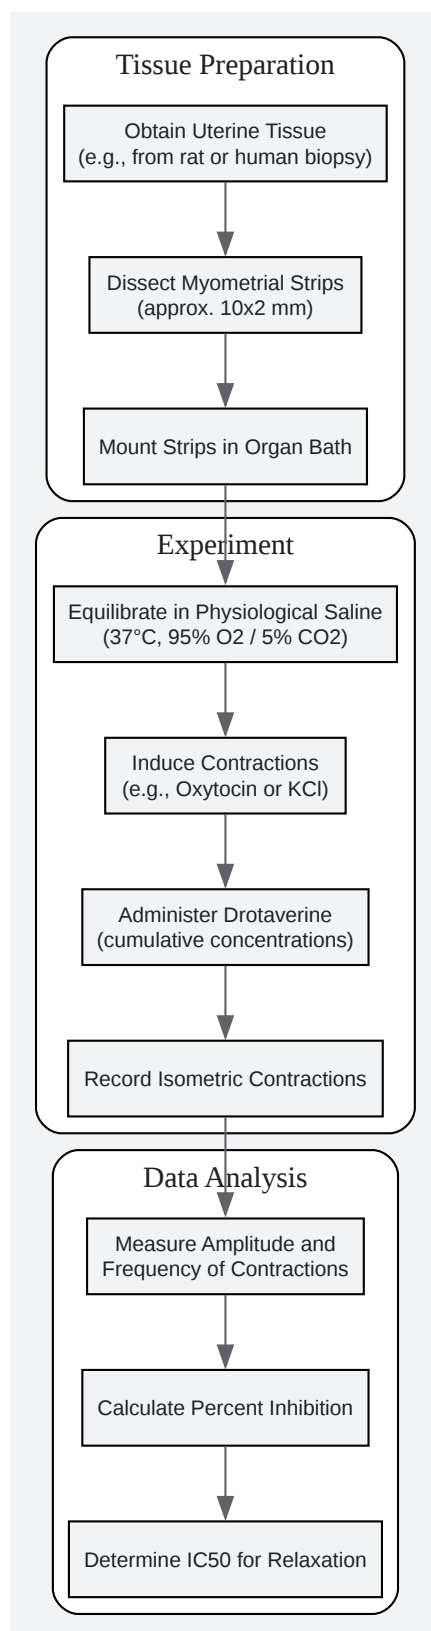 Tissue Preparation
Obtain Uterine Tissue
(e.g., from rat or human biopsy)
Dissect Myometrial Strips
(approx. 10x2 mm)
Mount Strips in Organ Bath
Experiment
Equilibrate in Physiological Saline
(37°C, 95% O2 / 5% CO2)
Induce Contractions
(e.g., Oxytocin or KCl)
Administer Drotaverine
(cumulative concentrations)
Record Isometric Contractions
Data Analysis
Measure Amplitude and
Frequency of Contractions
Calculate Percent Inhibition
Determine IC50 for Relaxation